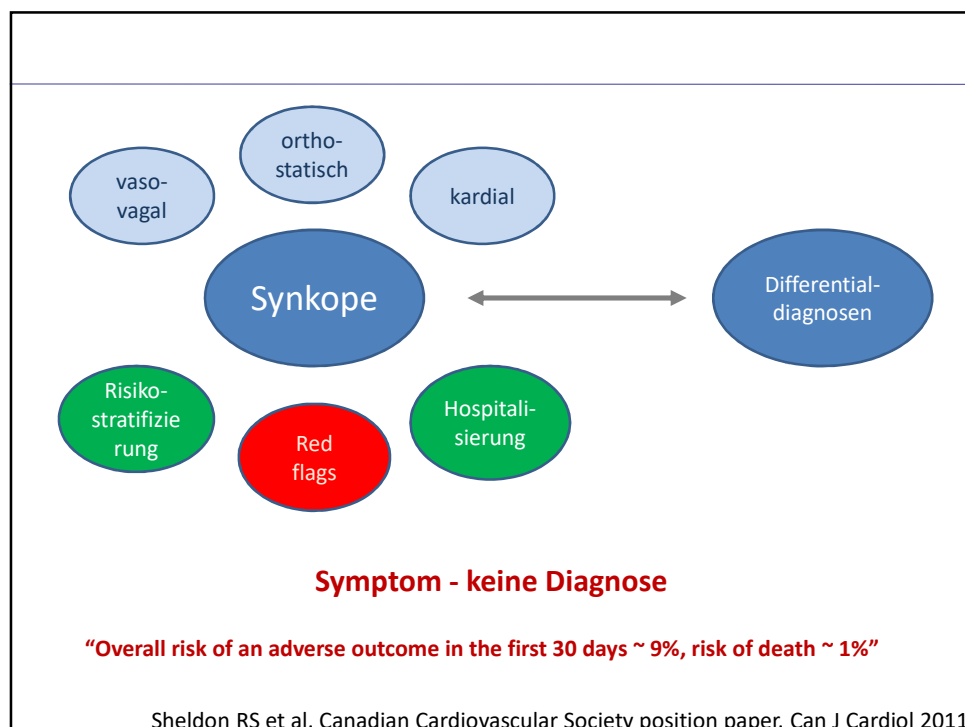 ortho-
statisch
vaso-
vagal
kardial
Synkope
Differential-
diagnosen
Risiko-
stratifizie
rung
Red
flags
Hospitali-
sierung
Symptom - keine Diagnose
“Overall risk of an adverse outcome in the first 30 days ~ 9%, risk of death ~ 1%”
Sheldon RS et al. Canadian Cardiovascular Society position paper. Can J Cardiol 2011